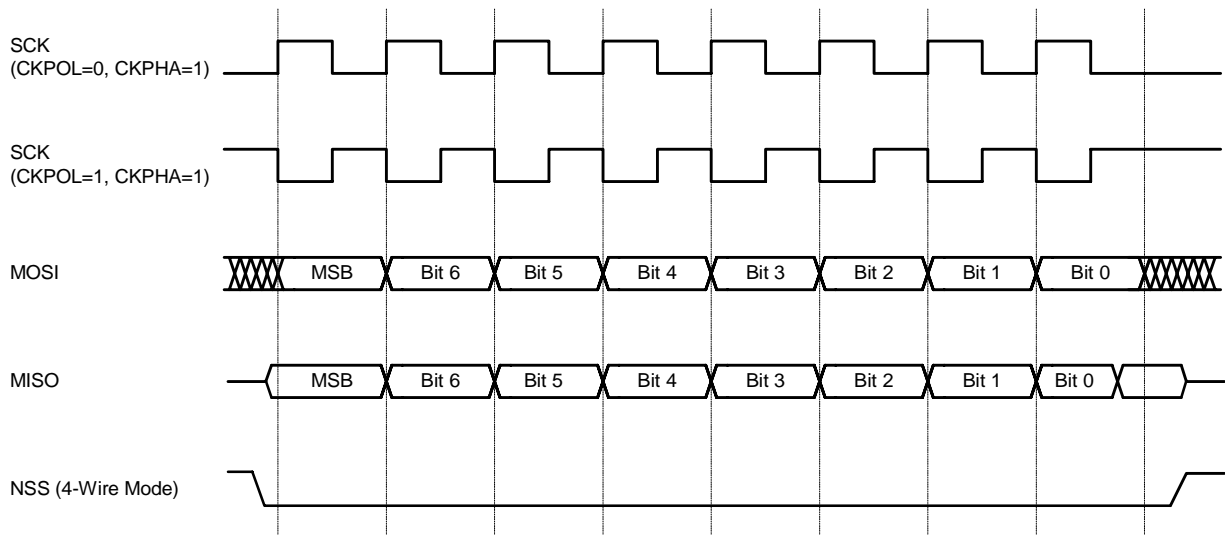 SCK
(CKPOL=0, CKPHA=1)
SCK
(CKPOL=1, CKPHA=1)
MOSI
MSB Bit 6 Bit 5 Bit 4 Bit 3 Bit 2 Bit 1 Bit 0
MISO
MSB Bit 6 Bit 5 Bit 4 Bit 3 Bit 2 Bit 1 Bit 0
NSS (4-Wire Mode)